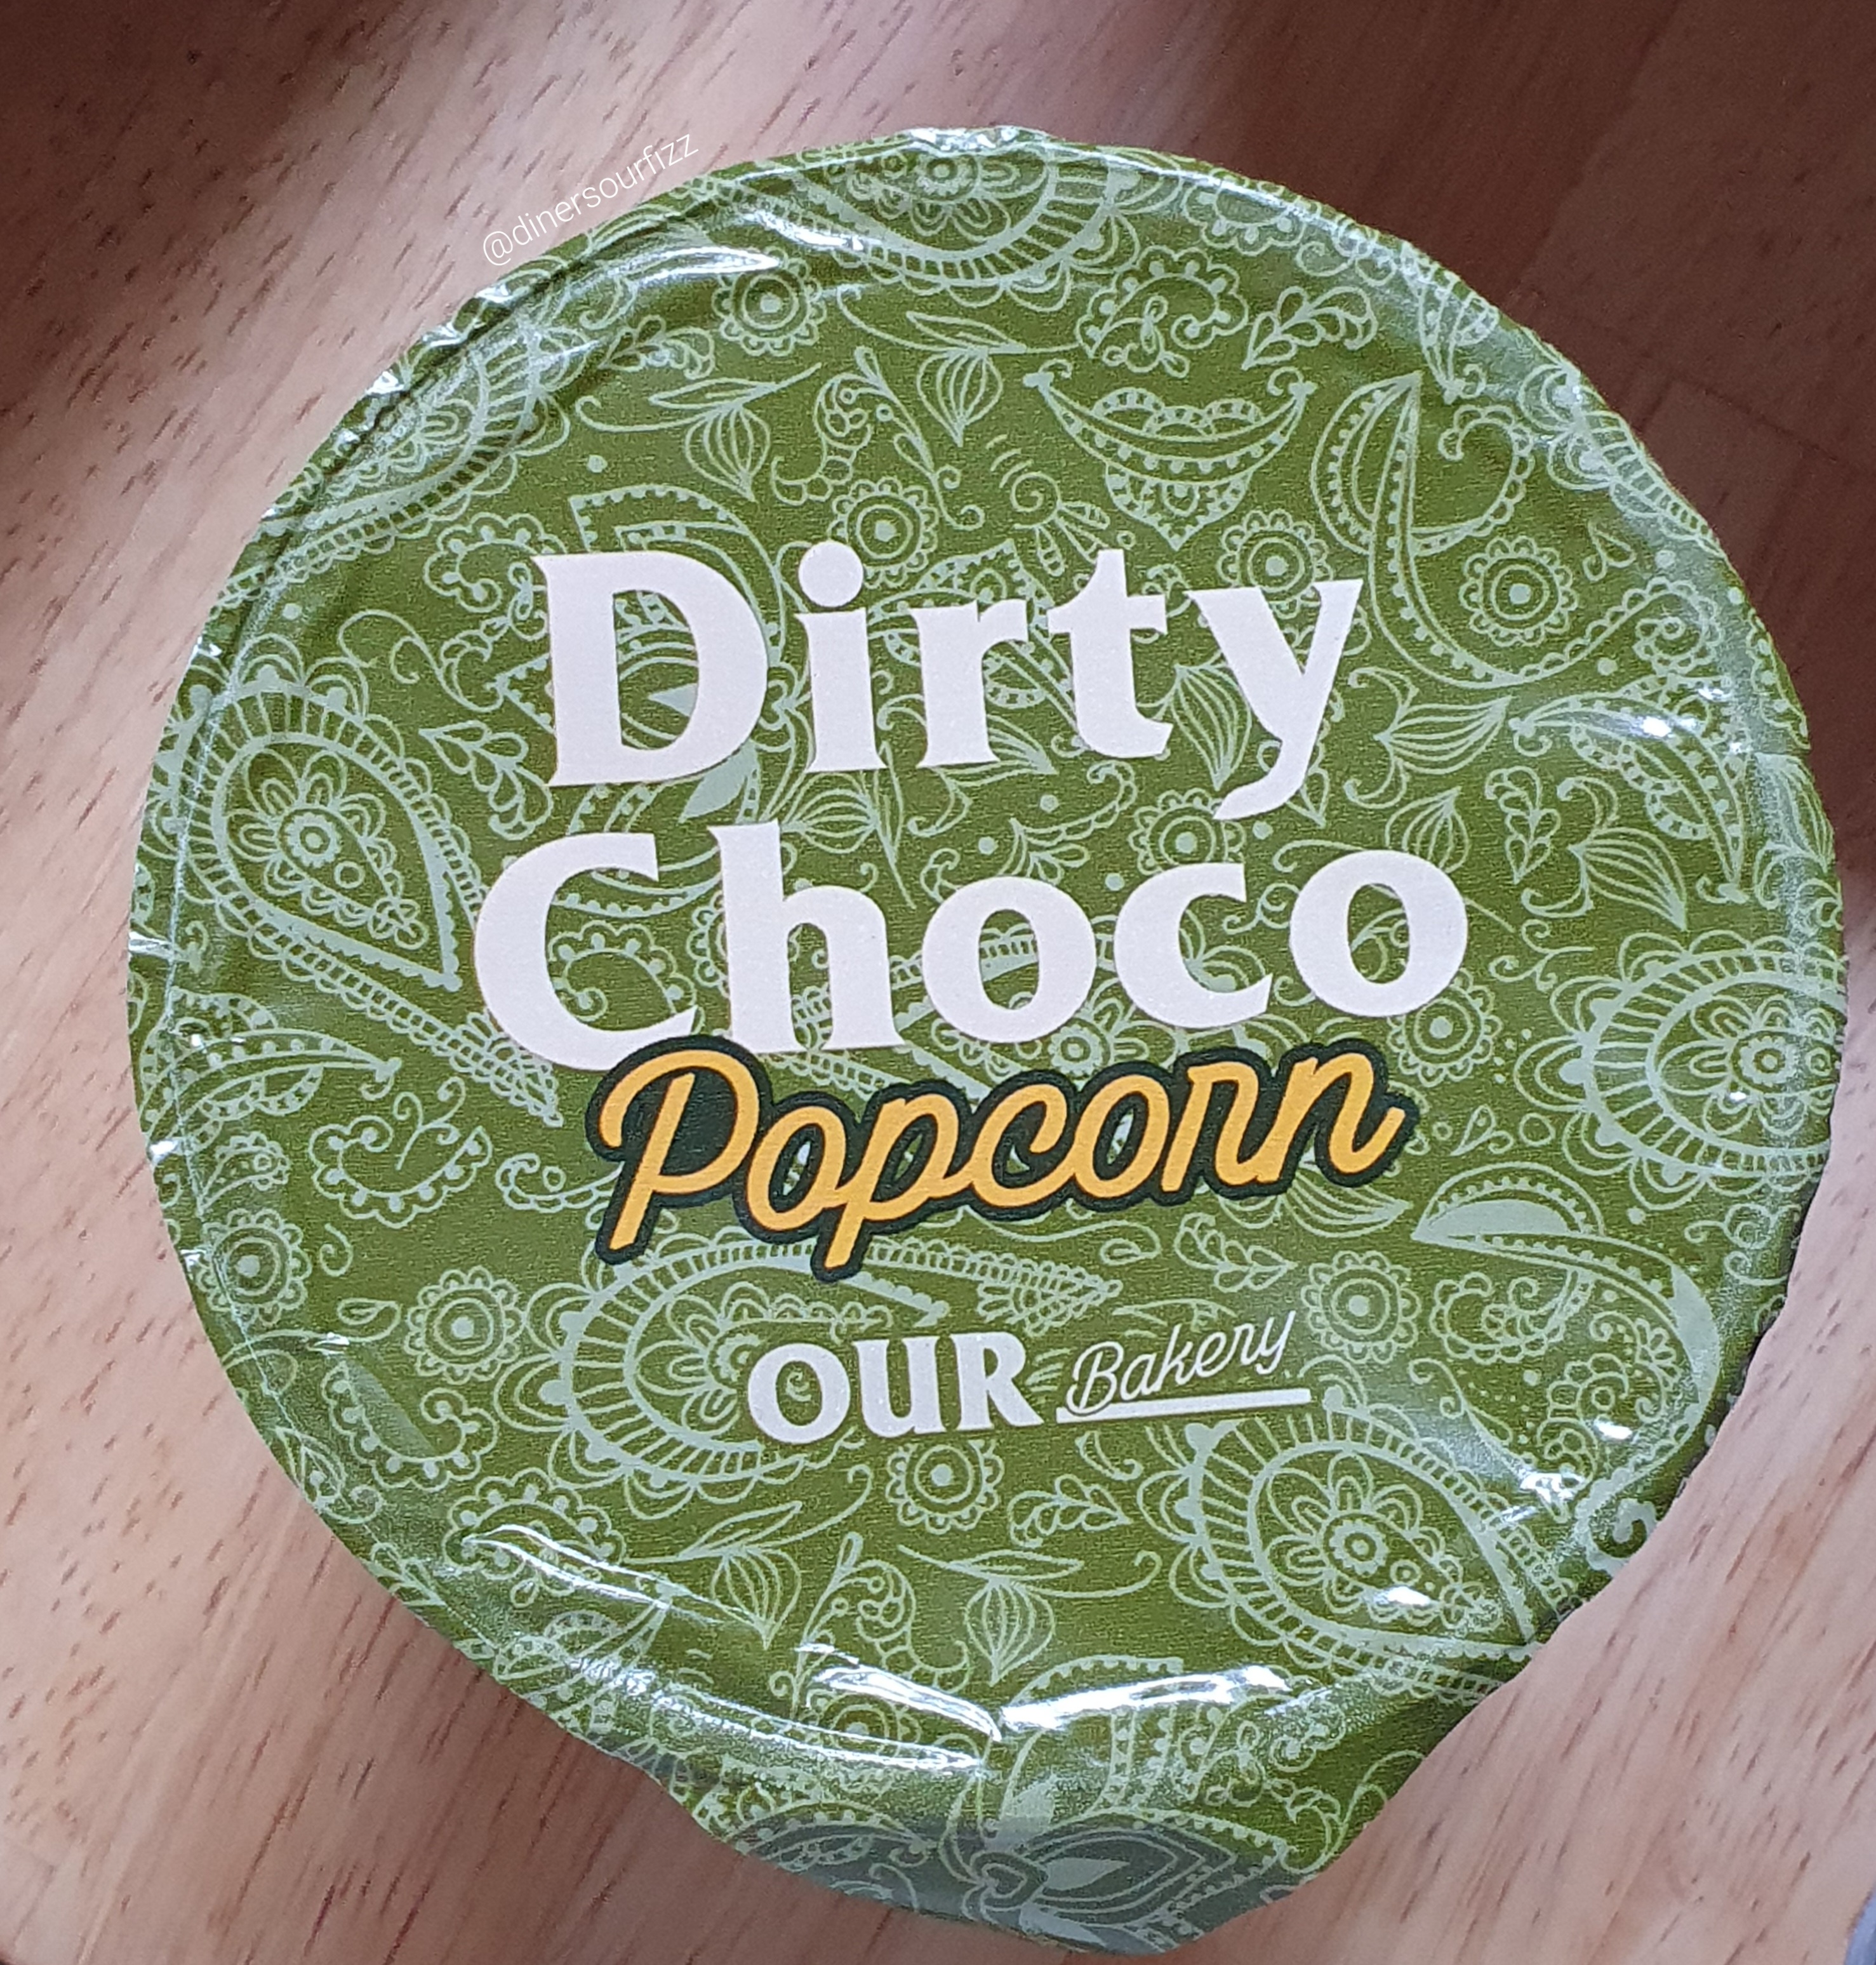 @dinersourfizz
Dirty
Choco
Popcorn
OUR Bakery